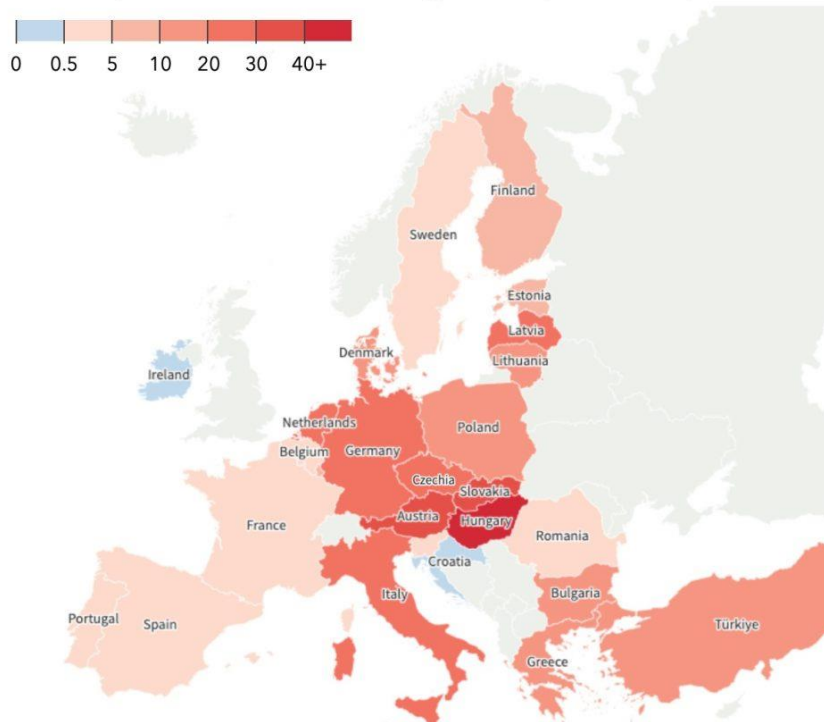 0 0.5 5 10 20 30 40+
Finland
Sweden
Estonia
Latvia
Denmark
Lithuania
Ireland
Netherlands
Poland
Belgium
Germany
Czechia
Slovakia
Austria
Hungary
France
Romania
Croatia
Italy
Bulgaria
Portugal
Spain
Türkiye
Greece